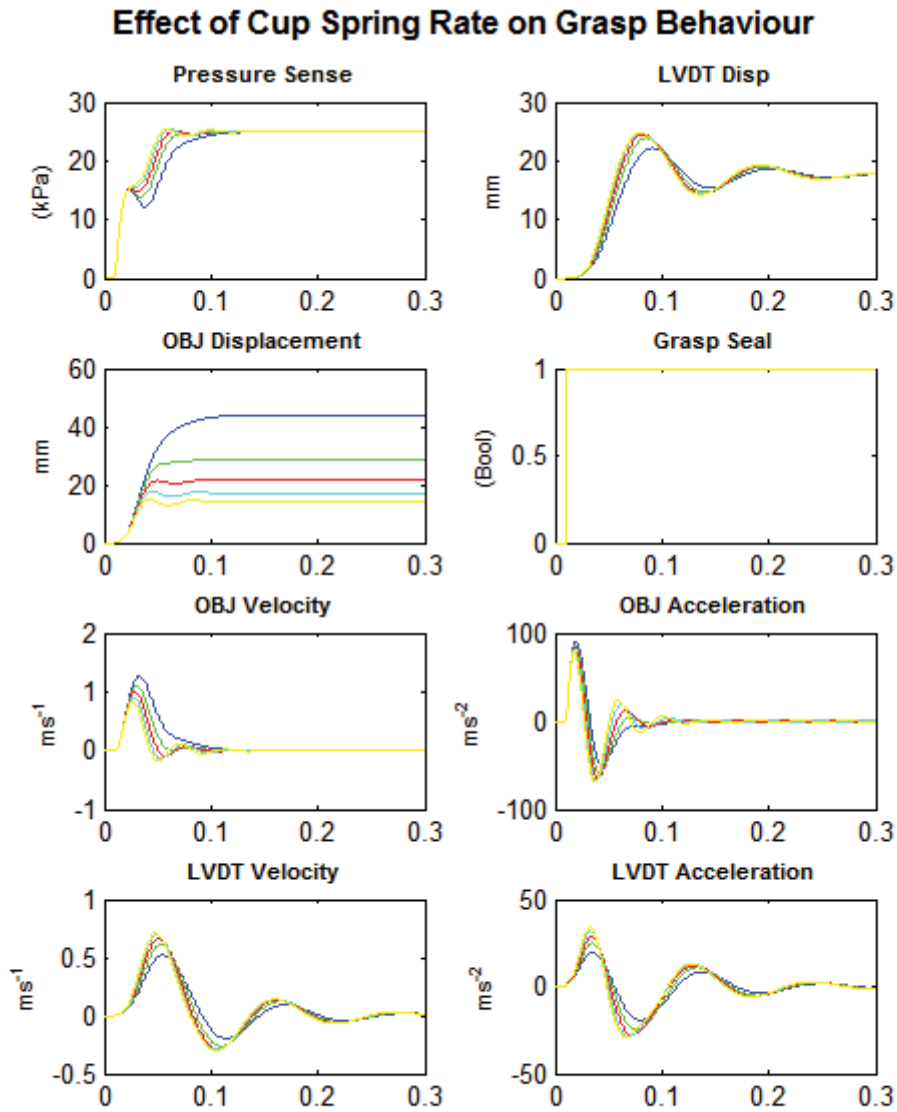 Effect of Cup Spring Rate on Grasp Behaviour
Pressure Sense
30
20
10
0
(kPa)
0 0.1 0.2 0.3
LVDT Disp
30
20
10
0
mm
0 0.1 0.2 0.3
OBJ Displacement
60
40
20
0
mm
0 0.1 0.2 0.3
Grasp Seal
1
0.5
0
(Bool)
0 0.1 0.2 0.3
OBJ Velocity
2
1
0
-1
ms⁻¹
0 0.1 0.2 0.3
OBJ Acceleration
100
0
-100
ms⁻²
0 0.1 0.2 0.3
LVDT Velocity
1
0.5
0
-0.5
ms⁻¹
0 0.1 0.2 0.3
LVDT Acceleration
50
0
-50
ms⁻²
0 0.1 0.2 0.3